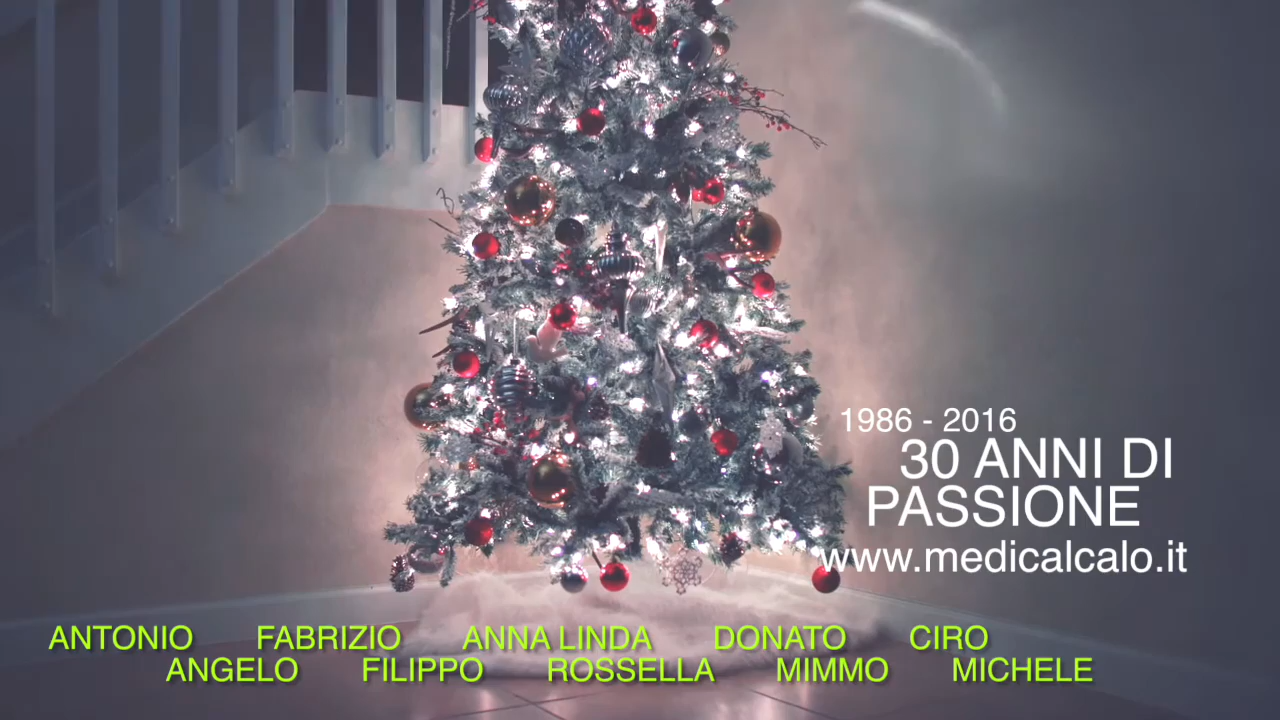 1986 - 2016
30 ANNI DI
PASSIONE
www.medicalcalo.it
ANTONIO FABRIZIO ANNA LINDA DONATO CIRO
ANGELO FILIPPO ROSSELLA MIMMO MICHELE